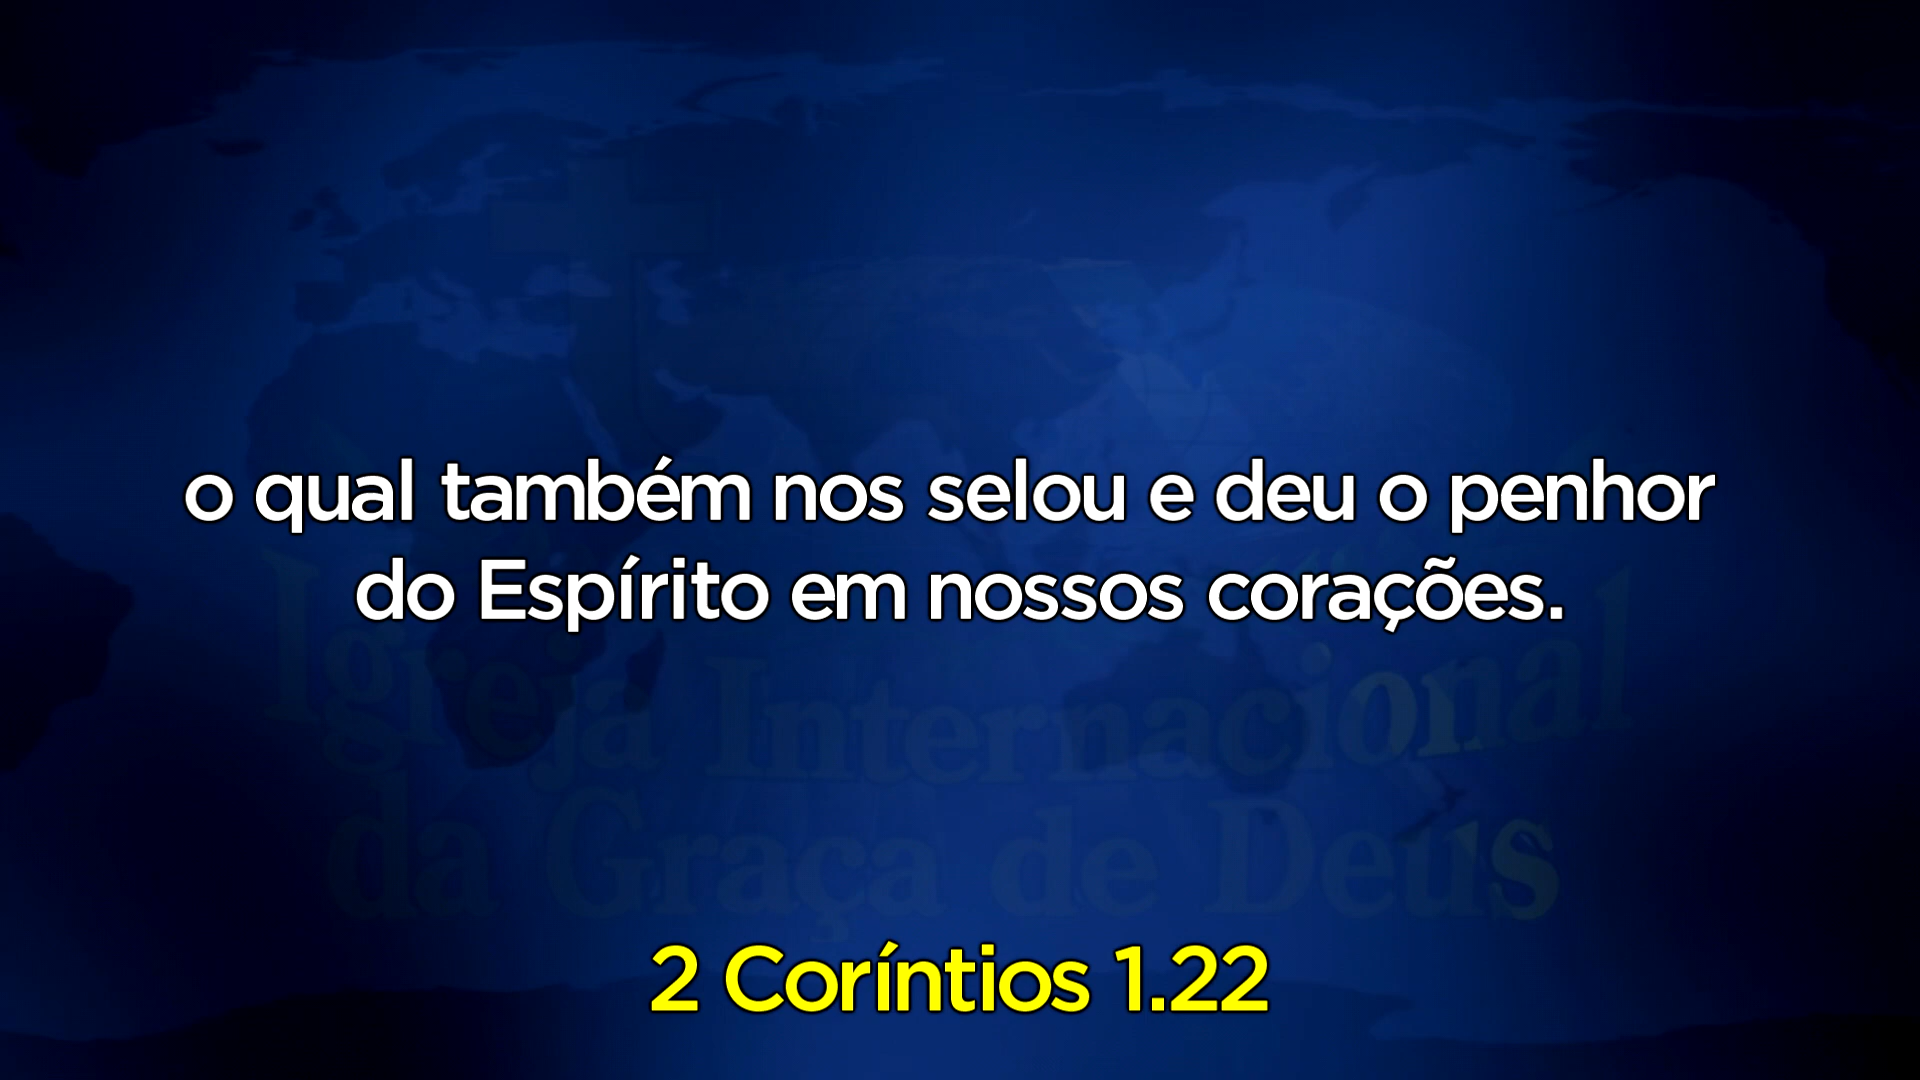 o qual também nos selou e deu o penhor
do Espírito em nossos corações.
Igreja Internacional
da Graça de Deus
2 Coríntios 1.22